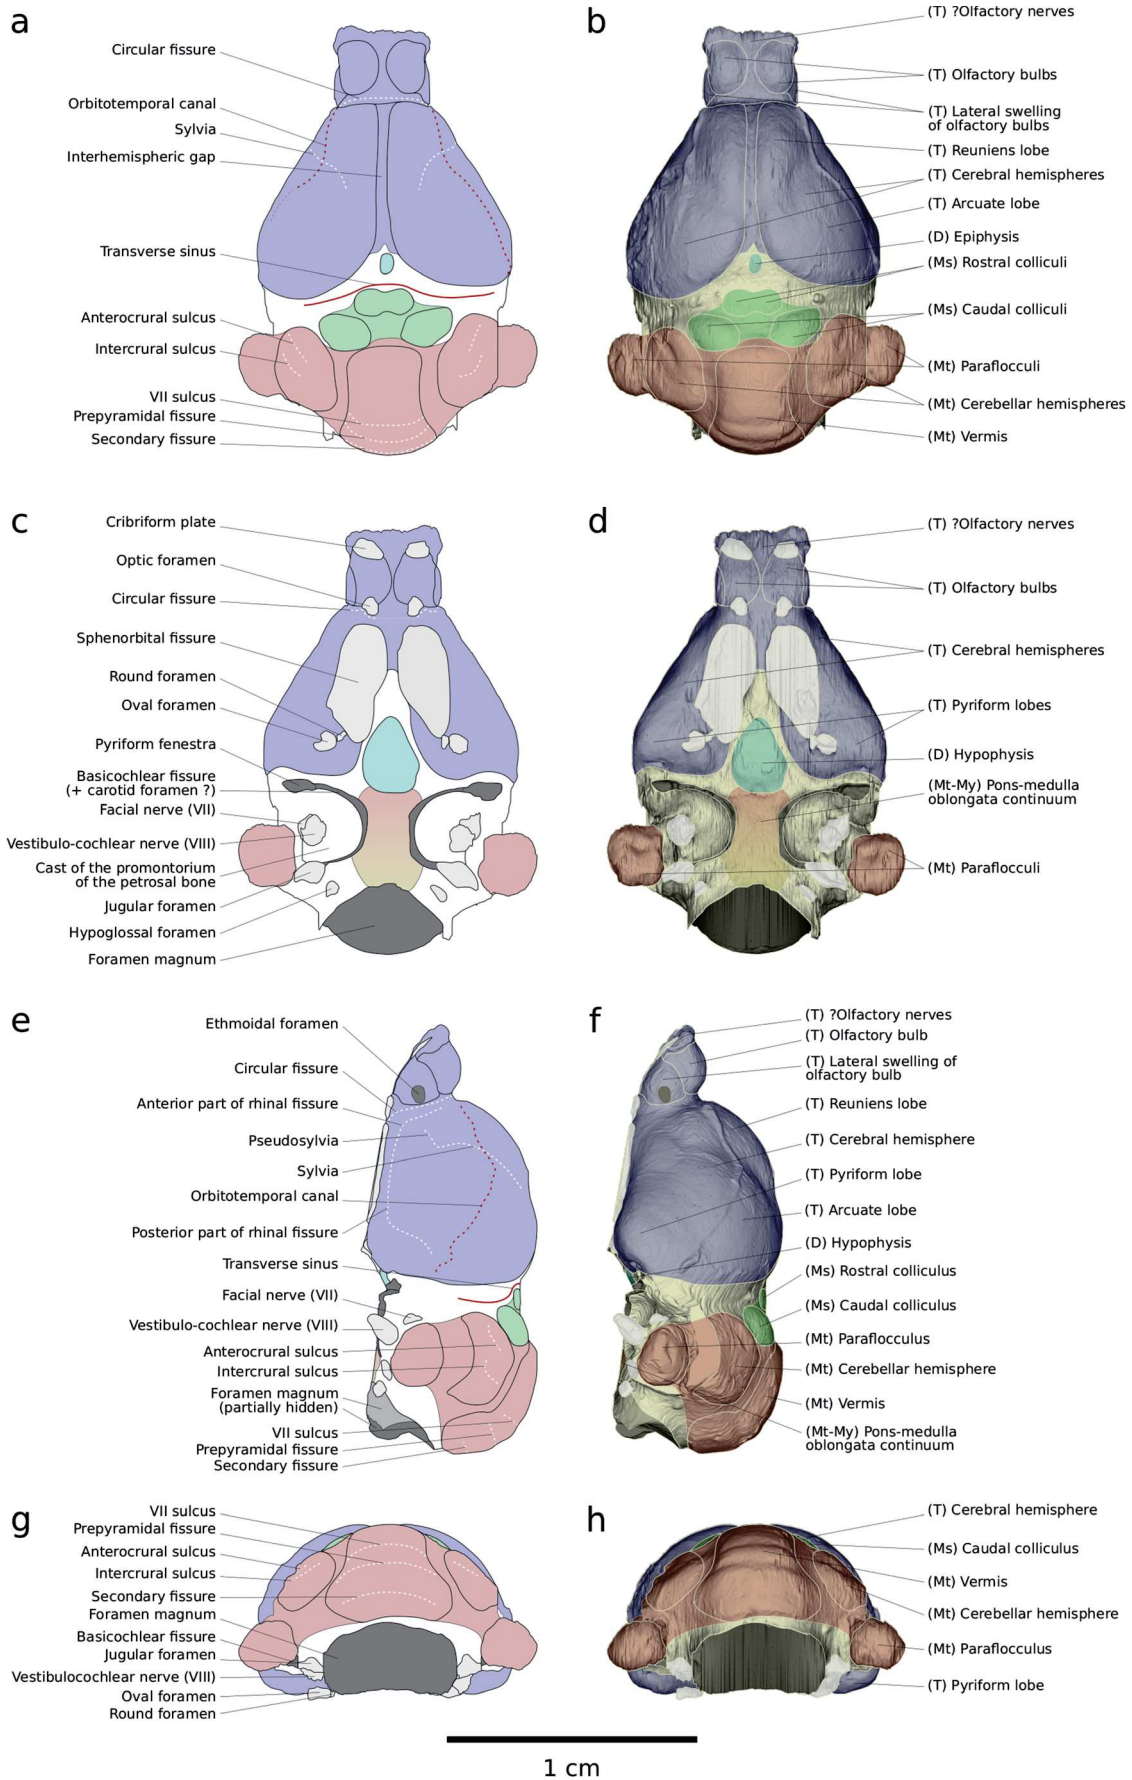 a
Circular fissure
Orbitotemporal canal
Sylvia
Interhemispheric gap
Transverse sinus
Anterocrural sulcus
Intercrural sulcus
VII sulcus
Prepyramidal fissure
Secondary fissure
b
(T) ?Olfactory nerves
(T) Olfactory bulbs
(T) Lateral swelling
of olfactory bulbs
(T) Reuniens lobe
(T) Cerebral hemispheres
(T) Arcuate lobe
(D) Epiphysis
(Ms) Rostral colliculi
(Ms) Caudal colliculi
(Mt) Paraflocculi
(Mt) Cerebellar hemispheres
(Mt) Vermis
c
Cribriform plate
Optic foramen
Circular fissure
Sphenorbital fissure
Round foramen
Oval foramen
Pyriform fenestra
Basicochlear fissure
(+ carotid foramen ?)
Facial nerve (VII)
Vestibulo-cochlear nerve (VIII)
Cast of the promontorium
of the petrosal bone
Jugular foramen
Hypoglossal foramen
Foramen magnum
d
(T) ?Olfactory nerves
(T) Olfactory bulbs
(T) Cerebral hemispheres
(T) Pyriform lobes
(D) Hypophysis
(Mt-My) Pons-medulla
oblongata continuum
(Mt) Paraflocculi
e
Ethmoidal foramen
Circular fissure
Anterior part of rhinal fissure
Pseudosylvia
Sylvia
Orbitotemporal canal
Posterior part of rhinal fissure
Transverse sinus
Facial nerve (VII)
Vestibulo-cochlear nerve (VIII)
Anterocrural sulcus
Intercrural sulcus
Foramen magnum
(partially hidden)
VII sulcus
Prepyramidal fissure
Secondary fissure
f
(T) ?Olfactory nerves
(T) Olfactory bulb
(T) Lateral swelling of
olfactory bulb
(T) Reuniens lobe
(T) Cerebral hemisphere
(T) Pyriform lobe
(T) Arcuate lobe
(D) Hypophysis
(Ms) Rostral colliculus
(Ms) Caudal colliculus
(Mt) Paraflocculus
(Mt) Cerebellar hemisphere
(Mt) Vermis
(Mt-My) Pons-medulla
oblongata continuum
g
VII sulcus
Prepyramidal fissure
Anterocrural sulcus
Intercrural sulcus
Secondary fissure
Foramen magnum
Basicochlear fissure
Jugular foramen
Vestibulocochlear nerve (VIII)
Oval foramen
Round foramen
h
(T) Cerebral hemisphere
(Ms) Caudal colliculus
(Mt) Vermis
(Mt) Cerebellar hemisphere
(Mt) Paraflocculus
(T) Pyriform lobe
1 cm